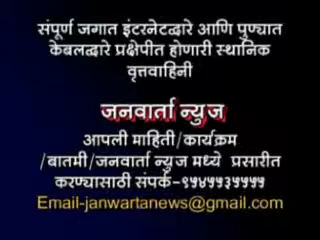 संपूर्ण जगात इंटरनेटद्वारे आणि पुण्यात
केबलद्वारे प्रक्षेपीत होणारी स्थानिक
वृत्तवाहिनी
जनवार्ता न्युज
आपली माहिती/कार्यक्रम
/बातमी/जनवार्ता न्युज मध्ये प्रसारीत
करण्यासाठी संपर्क-९५४५५३५५५५
Email-janwartanews@gmail.com